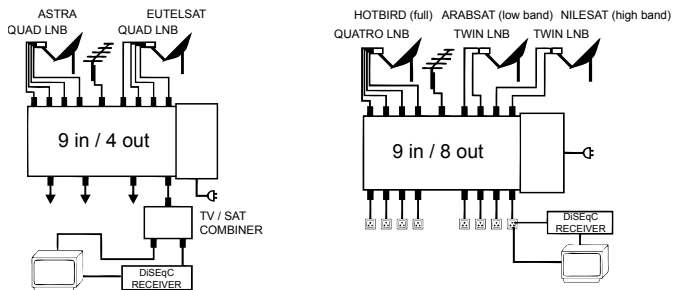 ASTRA EUTELSAT
QUAD LNB QUAD LNB
9 in / 4 out
TV / SAT
COMBINER
DiSEqC
RECEIVER
HOTBIRD (full) ARABSAT (low band) NILESAT (high band)
QUATRO LNB TWIN LNB TWIN LNB
9 in / 8 out
DiSEqC
RECEIVER